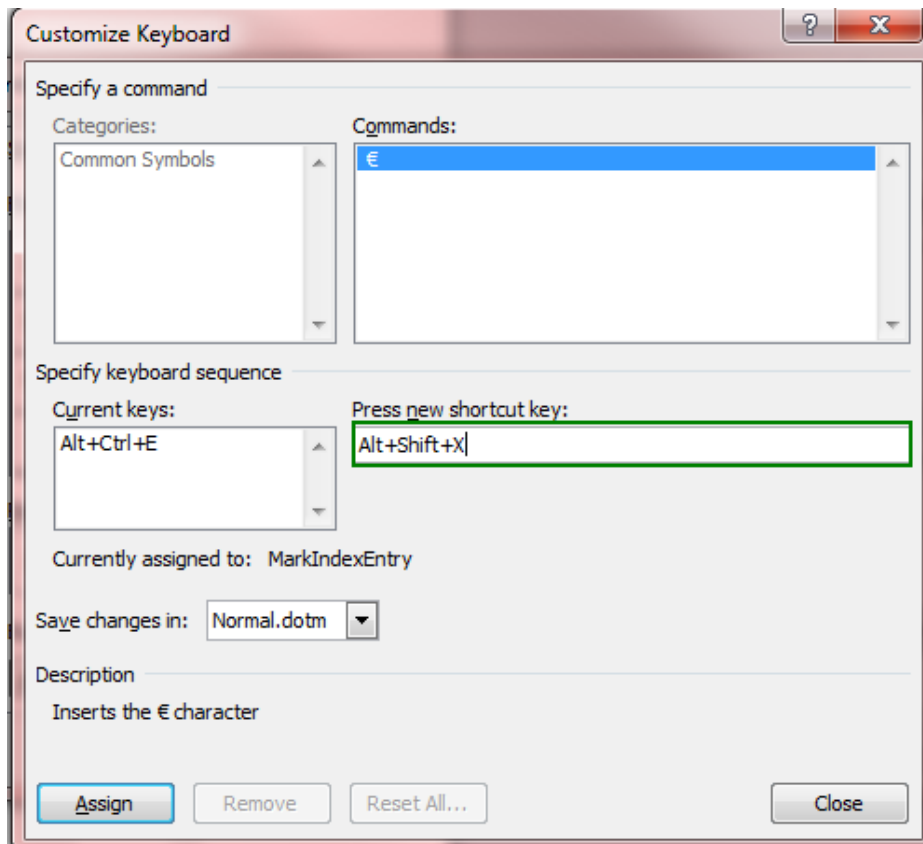 Customize Keyboard
?
X
Specify a command
Categories: Commands:
Common Symbols €
Specify keyboard sequence
Current keys: Press new shortcut key:
Alt+Ctrl+E Alt+Shift+X
Currently assigned to: MarkIndexEntry
Save changes in: Normal.dotm
Description
Inserts the € character
Assign Remove Reset All... Close